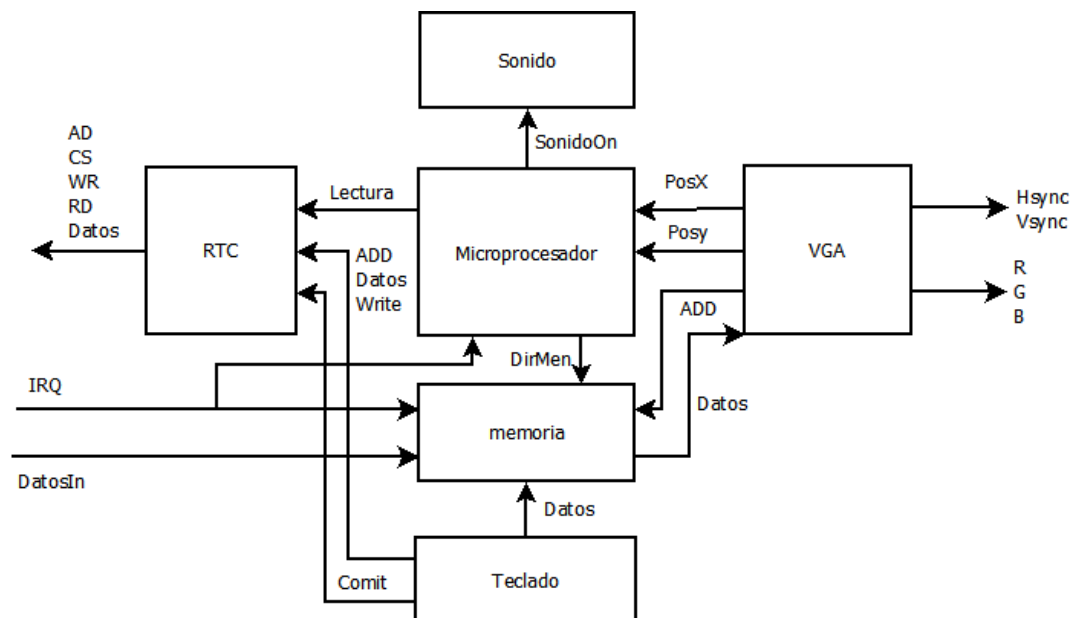 Sonido
SonidoOn
AD
CS
WR
RD
Datos
RTC
Lectura
ADD
Datos
Write
Microprocesador
PosX
Posy
ADD
VGA
Hsync
Vsync
R
G
B
DirMen
IRQ
memoria
Datos
DatosIn
Datos
Comit
Teclado